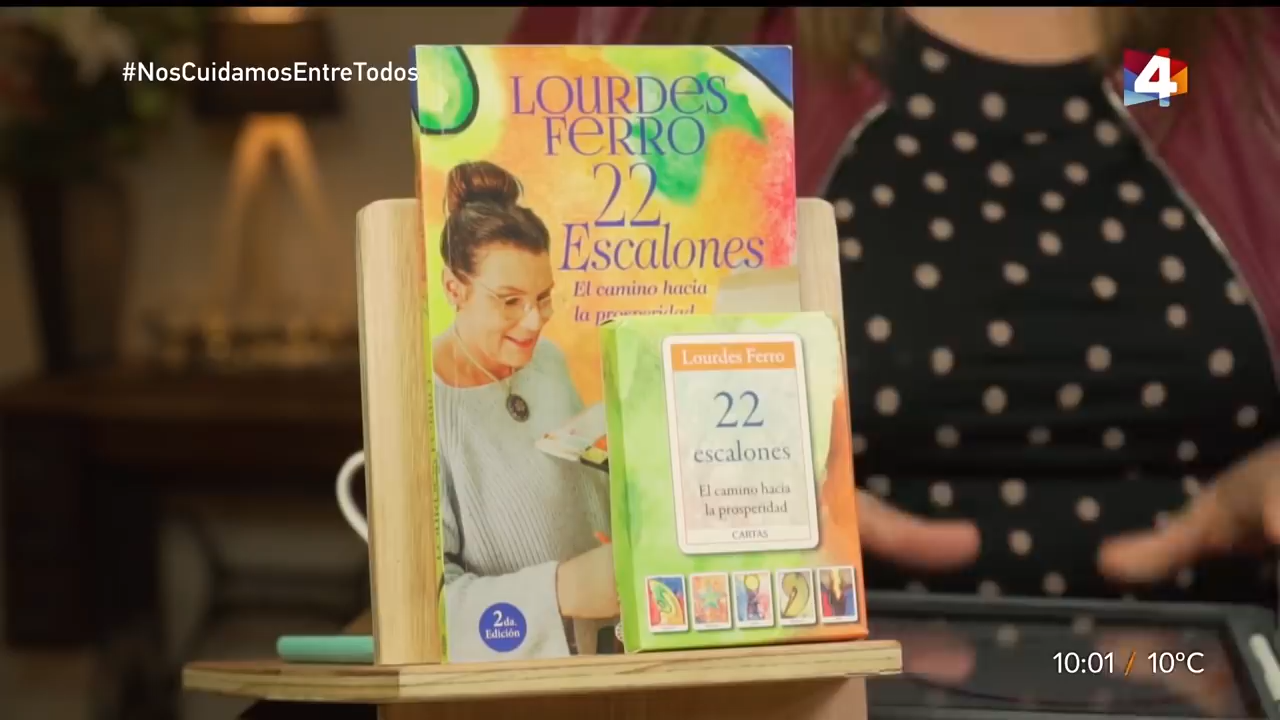 #NosCuidamosEntreTodos
4
LOURDES
FERRO
22
Escalones
El camino hacia
la prosperidad
Lourdes Ferro
22
escalones
El camino hacia
la prosperidad
CARTAS
2da.
Edición
10:01 / 10°C